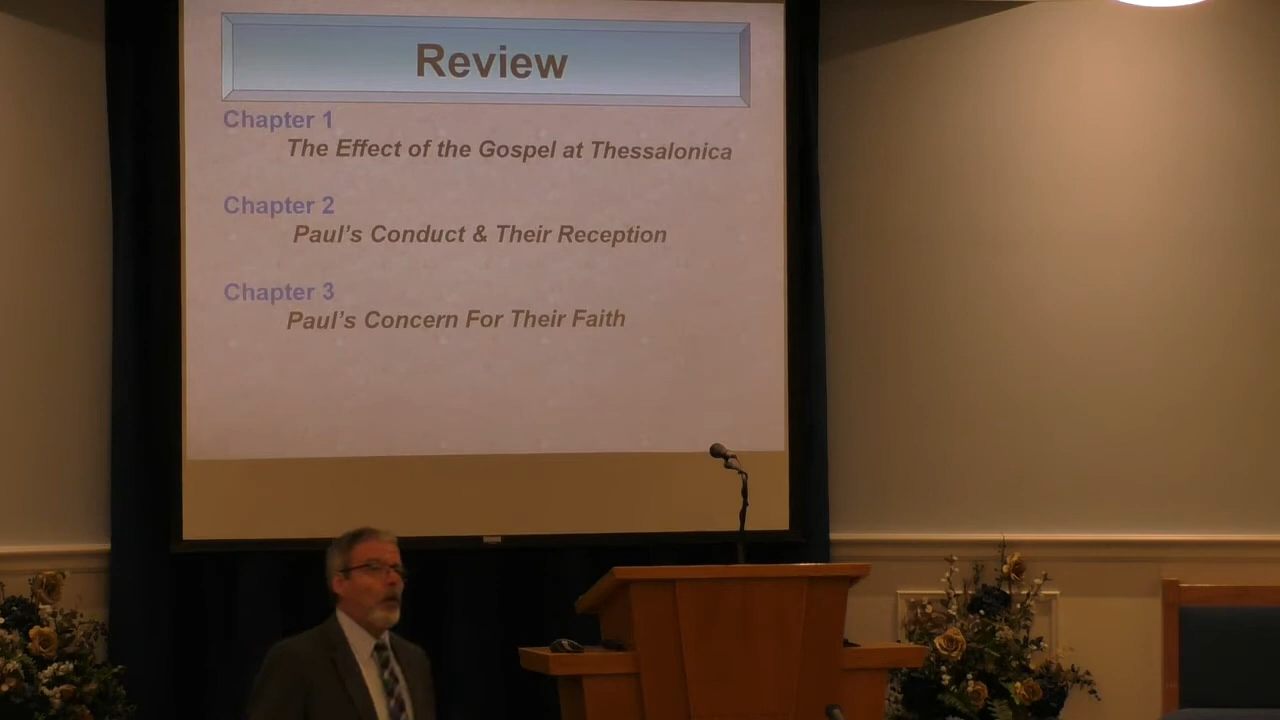 Review
Chapter 1
The Effect of the Gospel at Thessalonica
Chapter 2
Paul's Conduct & Their Reception
Chapter 3
Paul's Concern For Their Faith